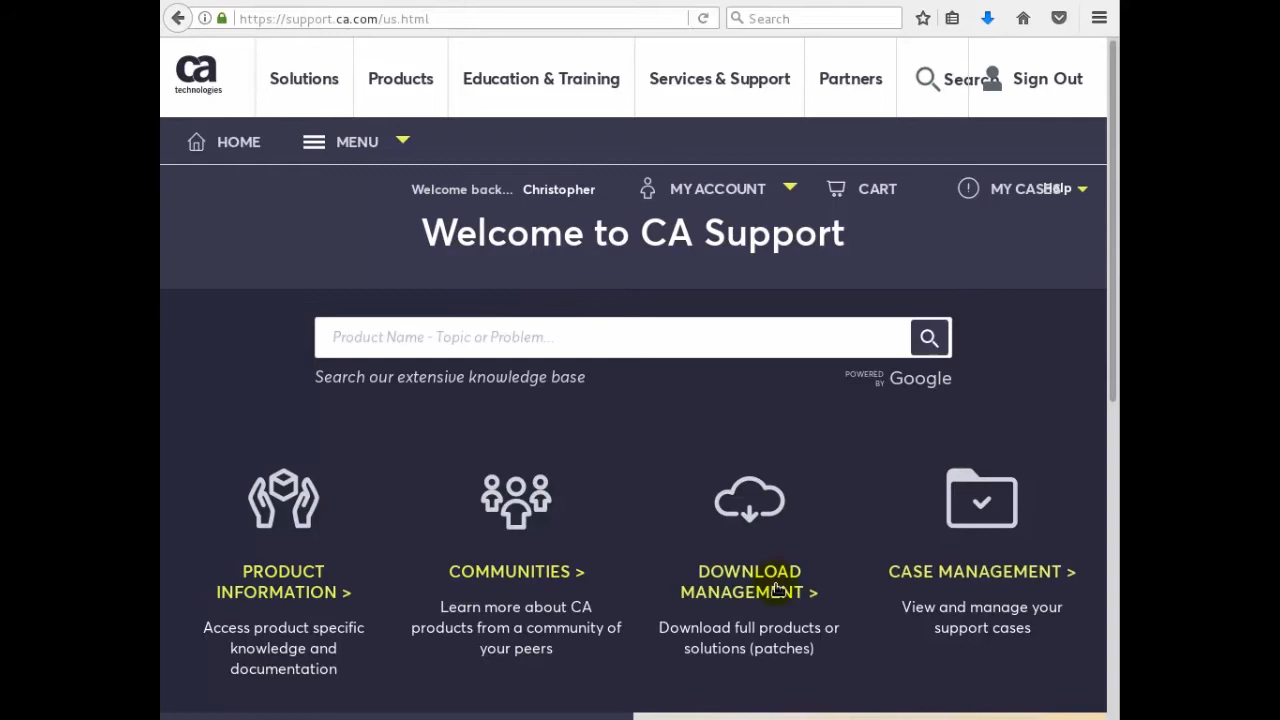 https://support.ca.com/us.html
Search
ca
technologies
Solutions
Products
Education & Training
Services & Support
Partners
Search
Sign Out
HOME
MENU
Welcome back... Christopher
MY ACCOUNT
CART
MY CASES
Help
Welcome to CA Support
Product Name - Topic or Problem...
Search our extensive knowledge base
POWERED
BY
Google
PRODUCT
INFORMATION >
Access product specific
knowledge and
documentation
COMMUNITIES >
Learn more about CA
products from a community of
your peers
DOWNLOAD
MANAGEMENT >
Download full products or
solutions (patches)
CASE MANAGEMENT >
View and manage your
support cases